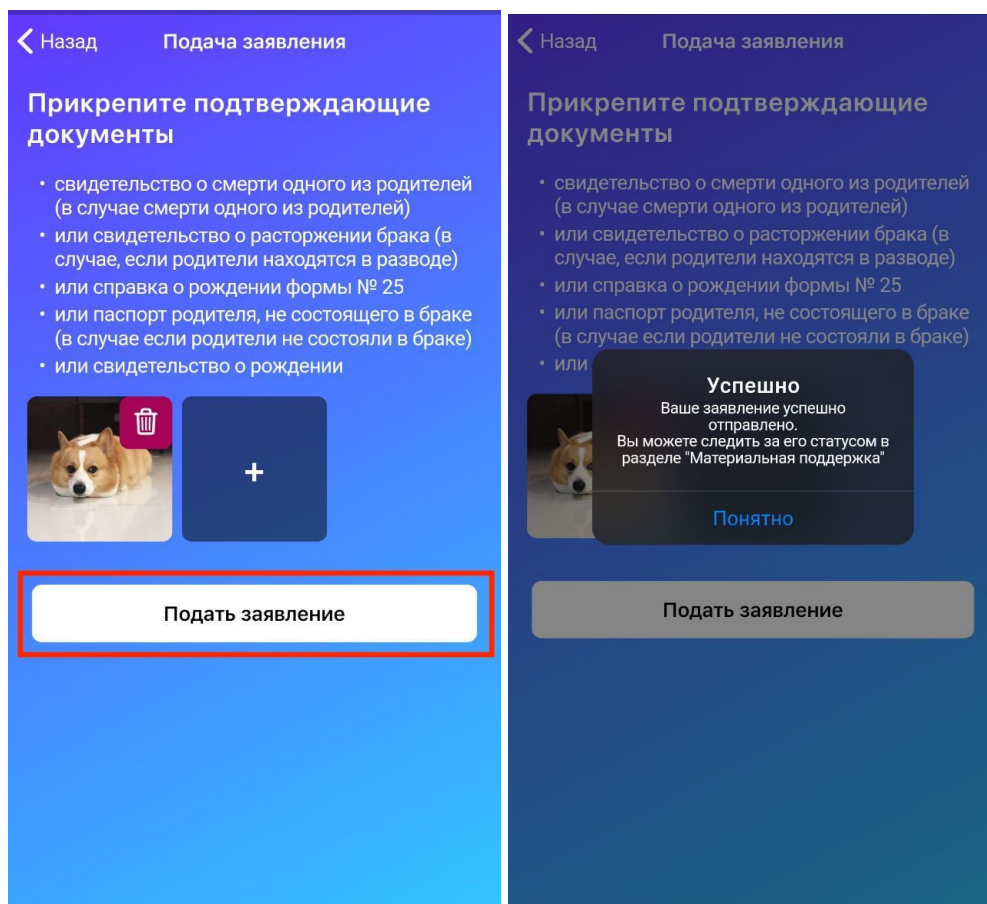 Назад
Подача заявления
Прикрепите подтверждающие
документы
• свидетельство о смерти одного из родителей
(в случае смерти одного из родителей)
• или свидетельство о расторжении брака (в
случае, если родители находятся в разводе)
• или справка о рождении формы № 25
• или паспорт родителя, не состоящего в браке
(в случае если родители не состояли в браке)
• или свидетельство о рождении
+
Подать заявление
Назад
Подача заявления
Прикрепите подтверждающие
документы
• свидетельство о смерти одного из родителей
(в случае смерти одного из родителей)
• или свидетельство о расторжении брака (в
случае, если родители находятся в разводе)
• или справка о рождении формы № 25
• или паспорт родителя, не состоящего в браке
(в случае если родители не состояли в браке)
• или
Успешно
Ваше заявление успешно
отправлено.
Вы можете следить за его статусом в
разделе "Материальная поддержка"
Понятно
Подать заявление